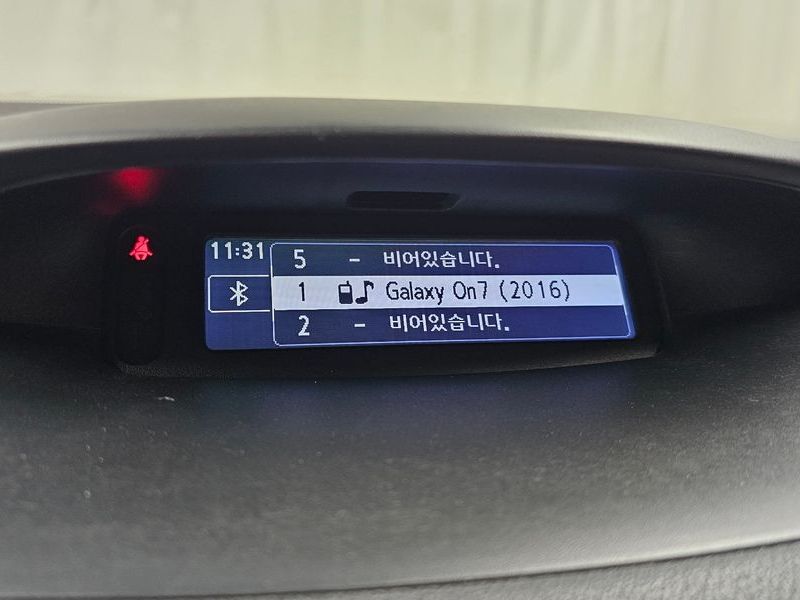 11:31
5 - 비어있습니다.
1 Galaxy On7 (2016)
2 - 비어있습니다.